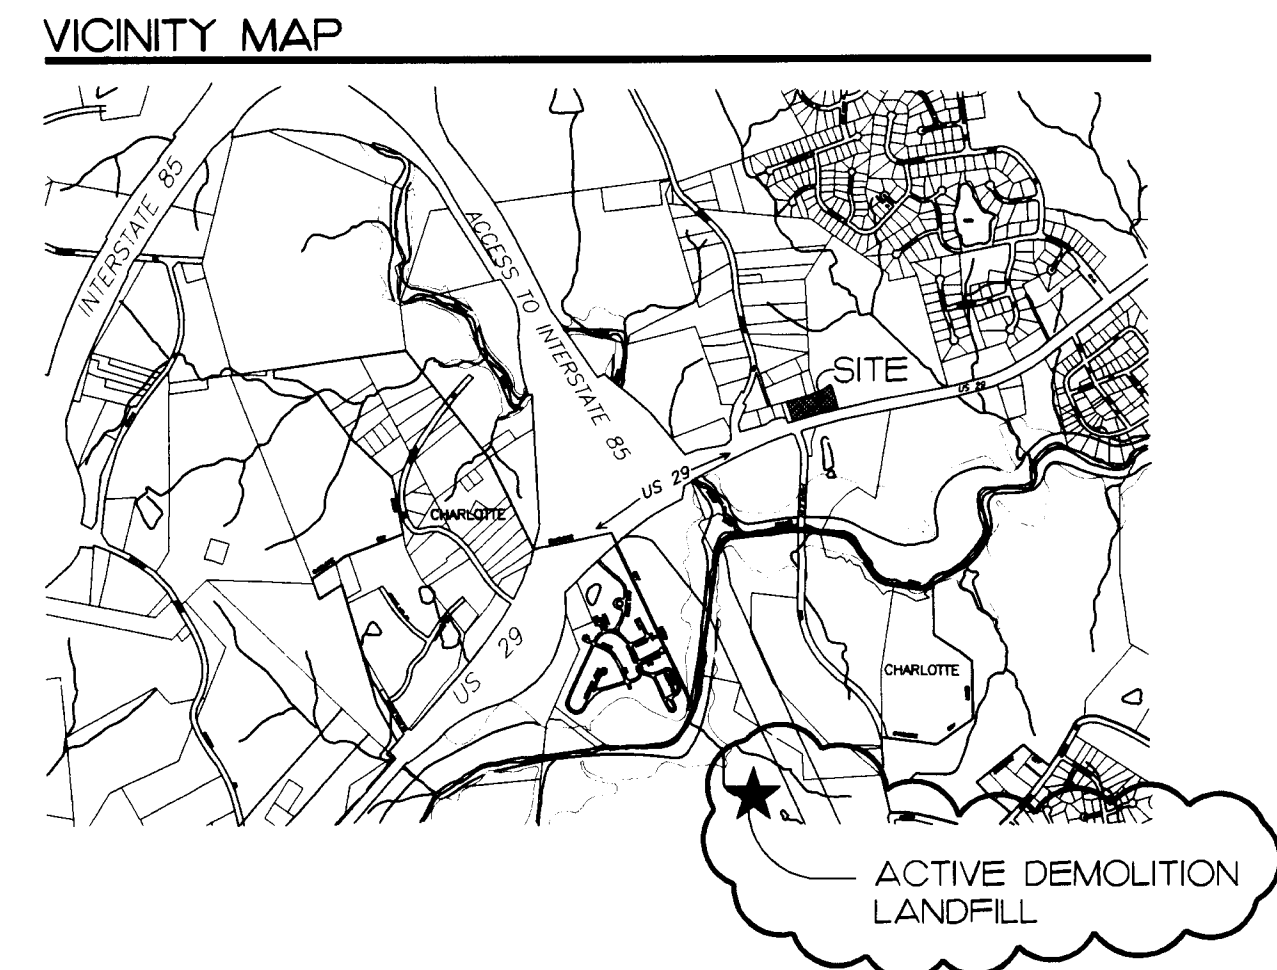 VICINITY MAP
INTERSTATE 85
ACCESS TO INTERSTATE 85
SITE
US 29
US 29
CHARLOTTE
US 29
CHARLOTTE
ACTIVE DEMOLITION
LANDFILL